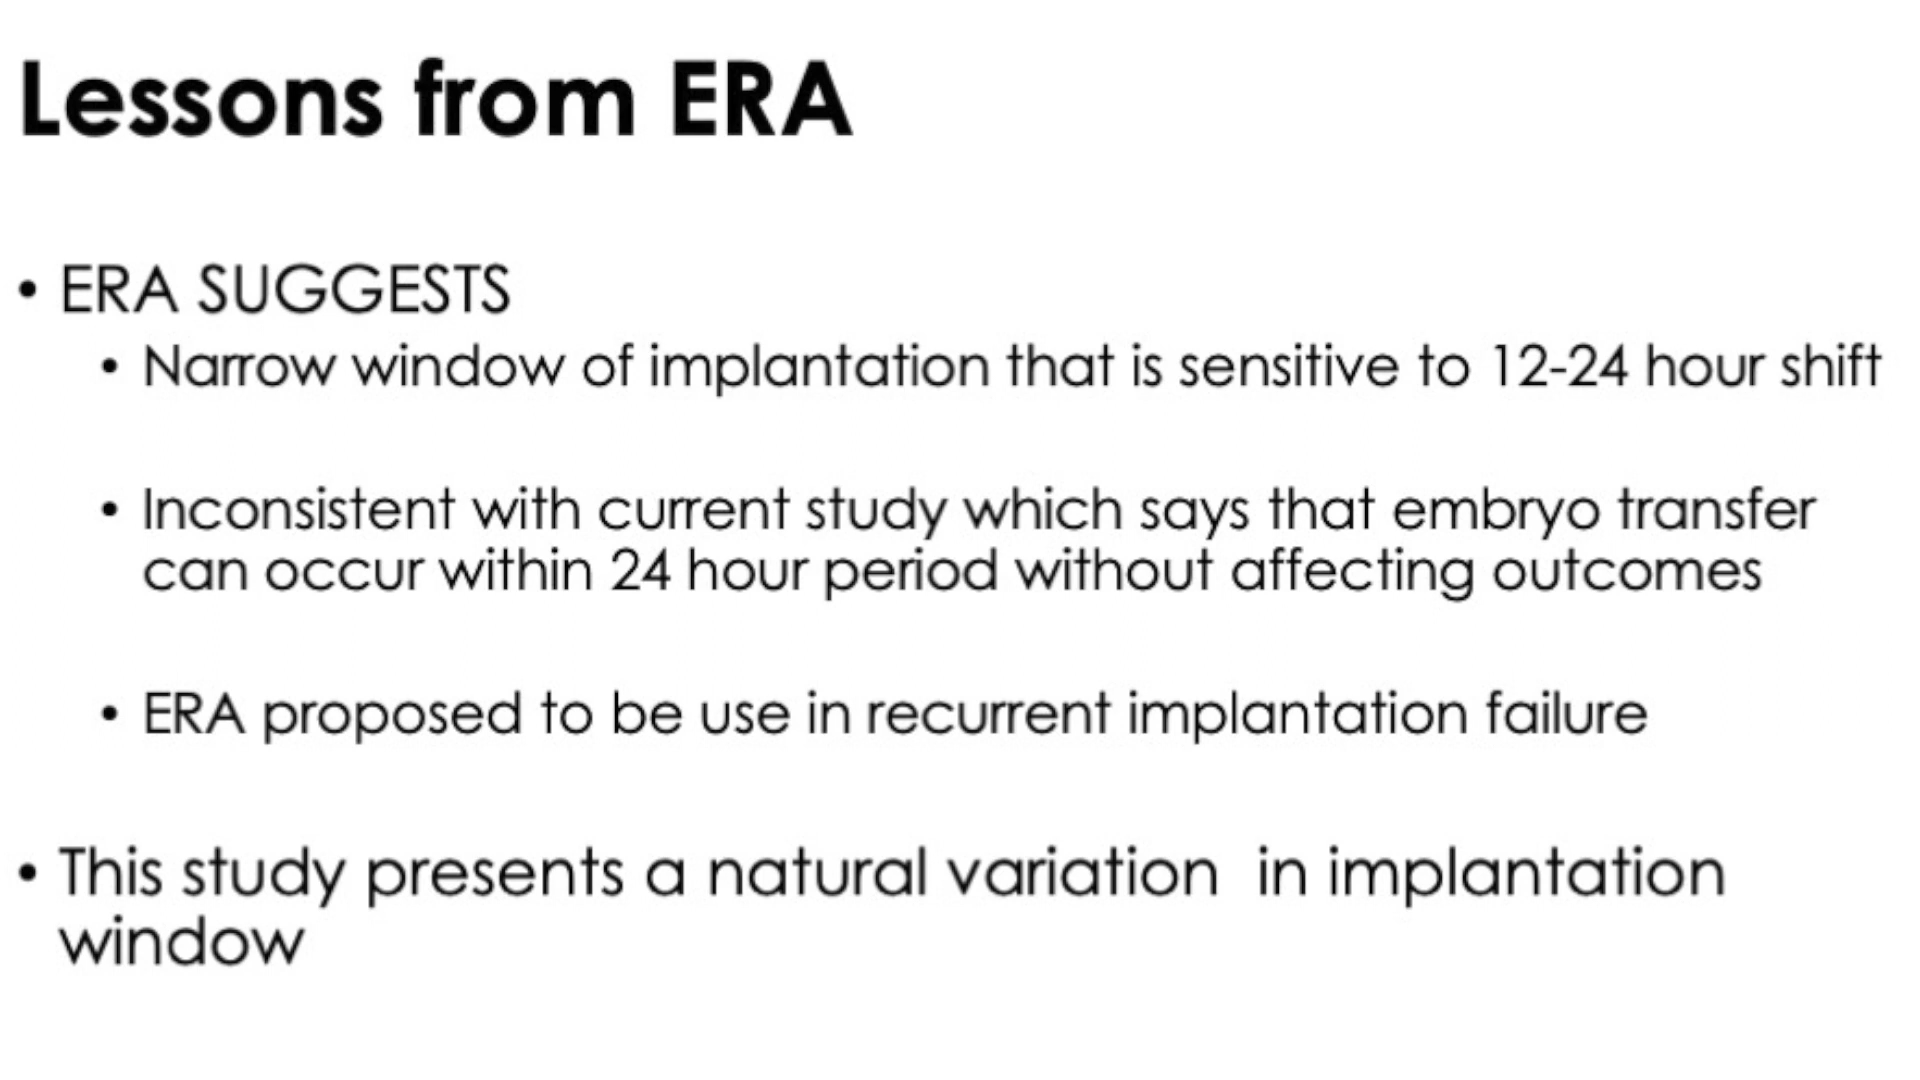 Lessons from ERA
• ERA SUGGESTS
• Narrow window of implantation that is sensitive to 12-24 hour shift
• Inconsistent with current study which says that embryo transfer
can occur within 24 hour period without affecting outcomes
• ERA proposed to be use in recurrent implantation failure
• This study presents a natural variation  in implantation
window